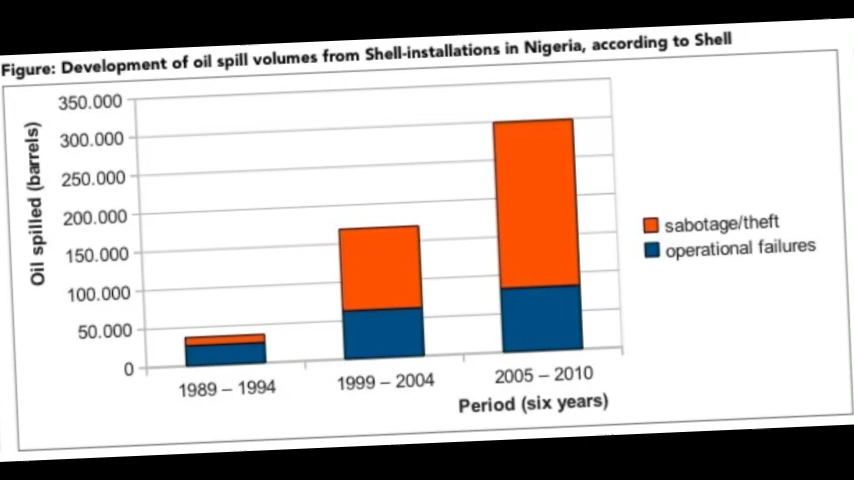 Figure: Development of oil spill volumes from Shell-installations in Nigeria, according to Shell
350.000
300.000
250.000
200.000
150.000
100.000
50.000
0
Oil spilled (barrels)
1989 – 1994
1999 – 2004
2005 – 2010
Period (six years)
sabotage/theft
operational failures